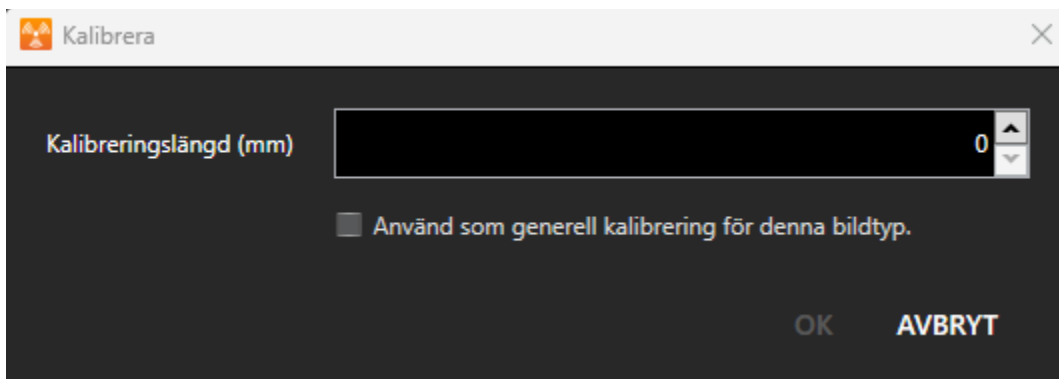 Kalibrera
Kalibreringslängd (mm)
0
Använd som generell kalibrering för denna bildtyp.
OK AVBRYT